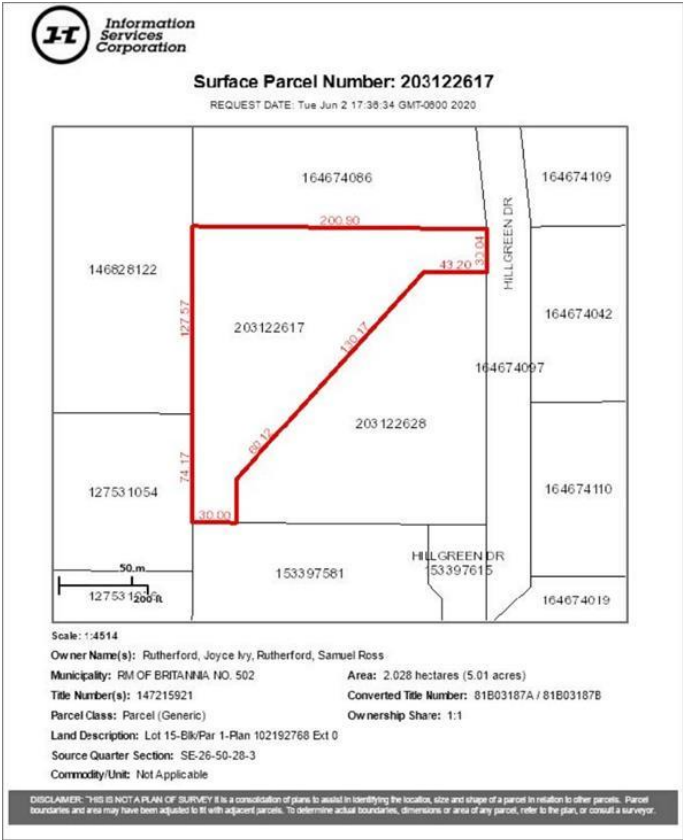 Information
Services
Corporation
Surface Parcel Number: 203122617
REQUEST DATE: Tue Jun 2 17:38:34 GMT-0600 2020
164674086
164674109
200.90
HILLGREEN DR
30.04
43.20
146828122
127.57
203122617
130.17
164674042
164674097
203122628
60.12
74.17
127531054
164674110
30.00
HILLGREEN DR
153397615
153397581
50 m
200 ft
164674019
Scale: 1:4514
Owner Name(s): Rutherford, Joyce Ivy, Rutherford, Samuel Ross
Municipality: RM OF BRITANNIA NO. 502
Area: 2.028 hectares (5.01 acres)
Title Number(s): 147215921
Converted Title Number: 81B03187A / 81B03187B
Parcel Class: Parcel (Generic)
Ownership Share: 1:1
Land Description: Lot 15-Blk/Par 1-Plan 102192768 Ext 0
Source Quarter Section: SE-26-50-28-3
Commodity/Unit: Not Applicable
DISCLAIMER: THIS IS NOT A PLAN OF SURVEY It is a consolidation of plans to assist in identifying the location, size and shape of a parcel in relation to other parcels. Parcel
boundaries and area may have been adjusted to fit with adjacent parcels. To determine actual boundaries, dimensions or area of any parcel, refer to the plan, or consult a surveyor.